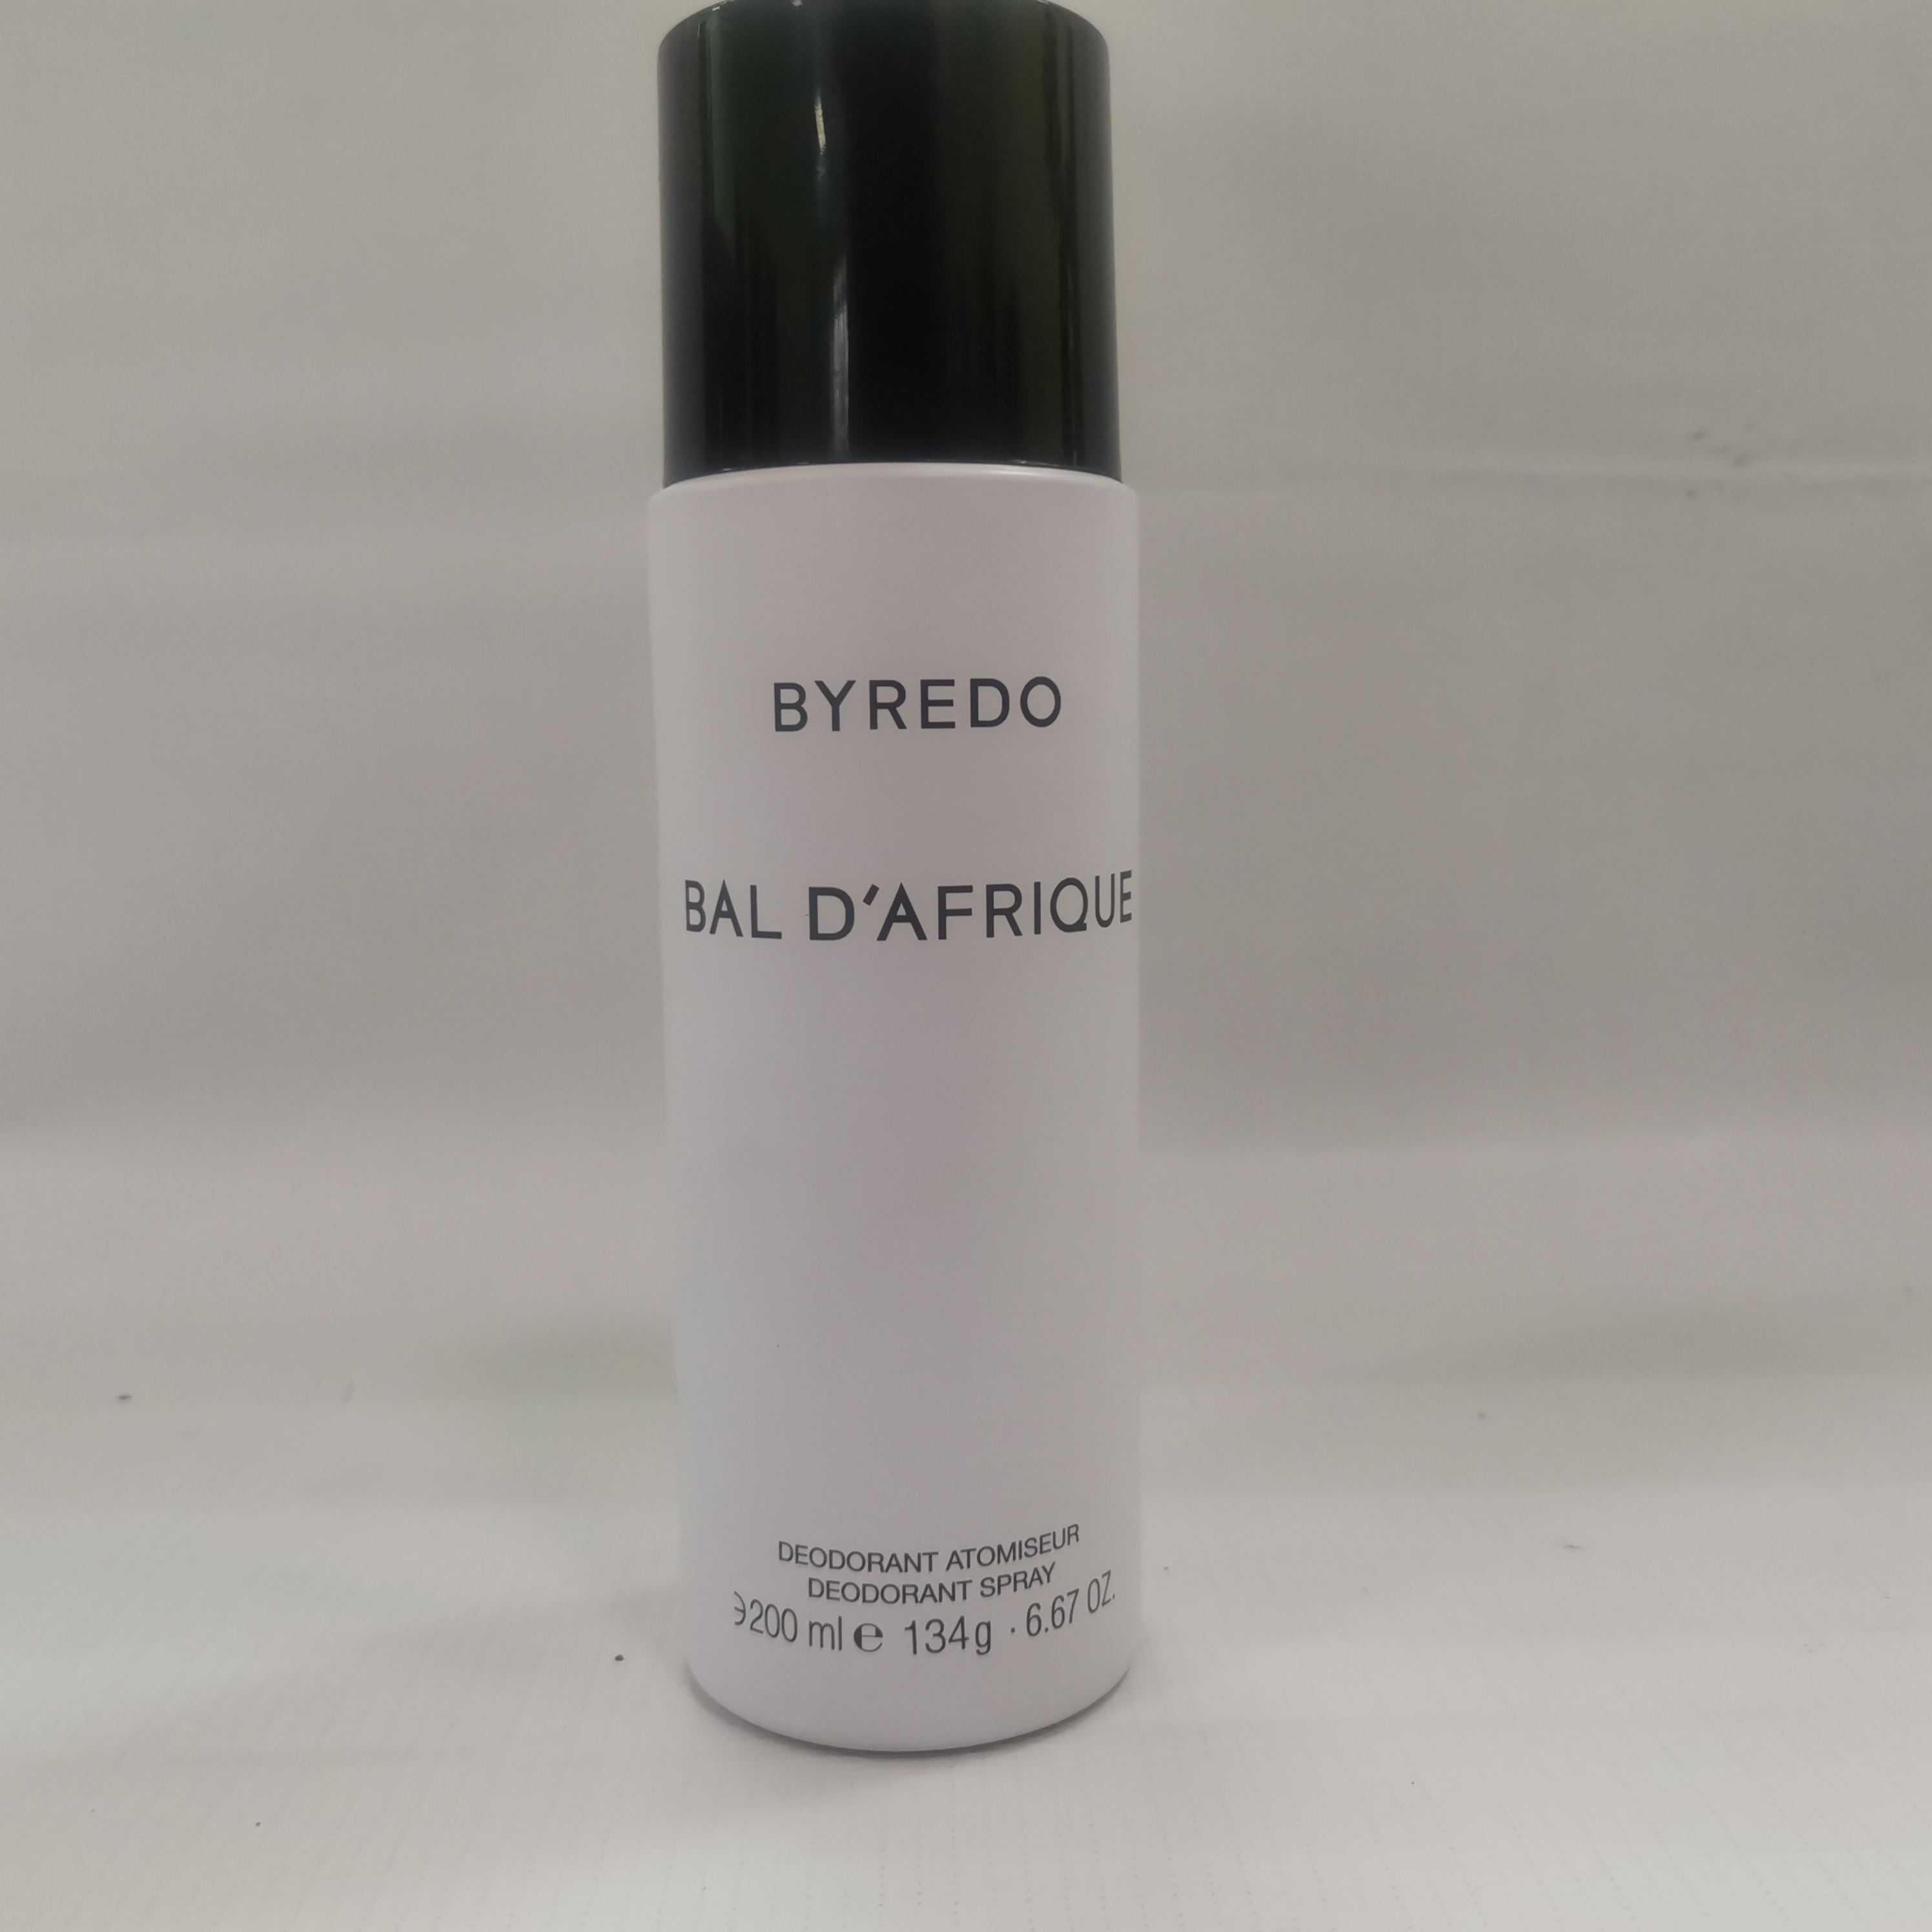 BYREDO
BAL D'AFRIQUE
DEODORANT ATOMISEUR
DEODORANT SPRAY
϶200 ml ℮ 134g · 6.67 OZ.